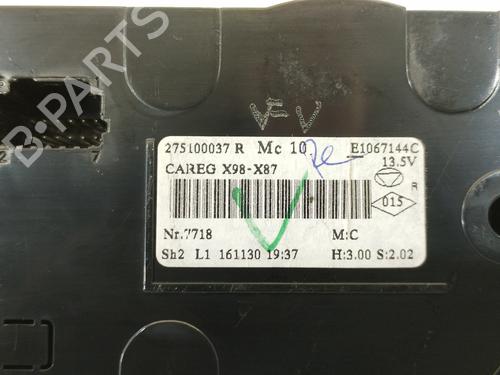 V=V
275100037 R Mc 10 E1067144C
13.5V
CAREG X98-X87
R
015
Nr.7718 M:C
Sh2 L1 161130 19:37 H:3.00 S:2.02
B-PARTS
7